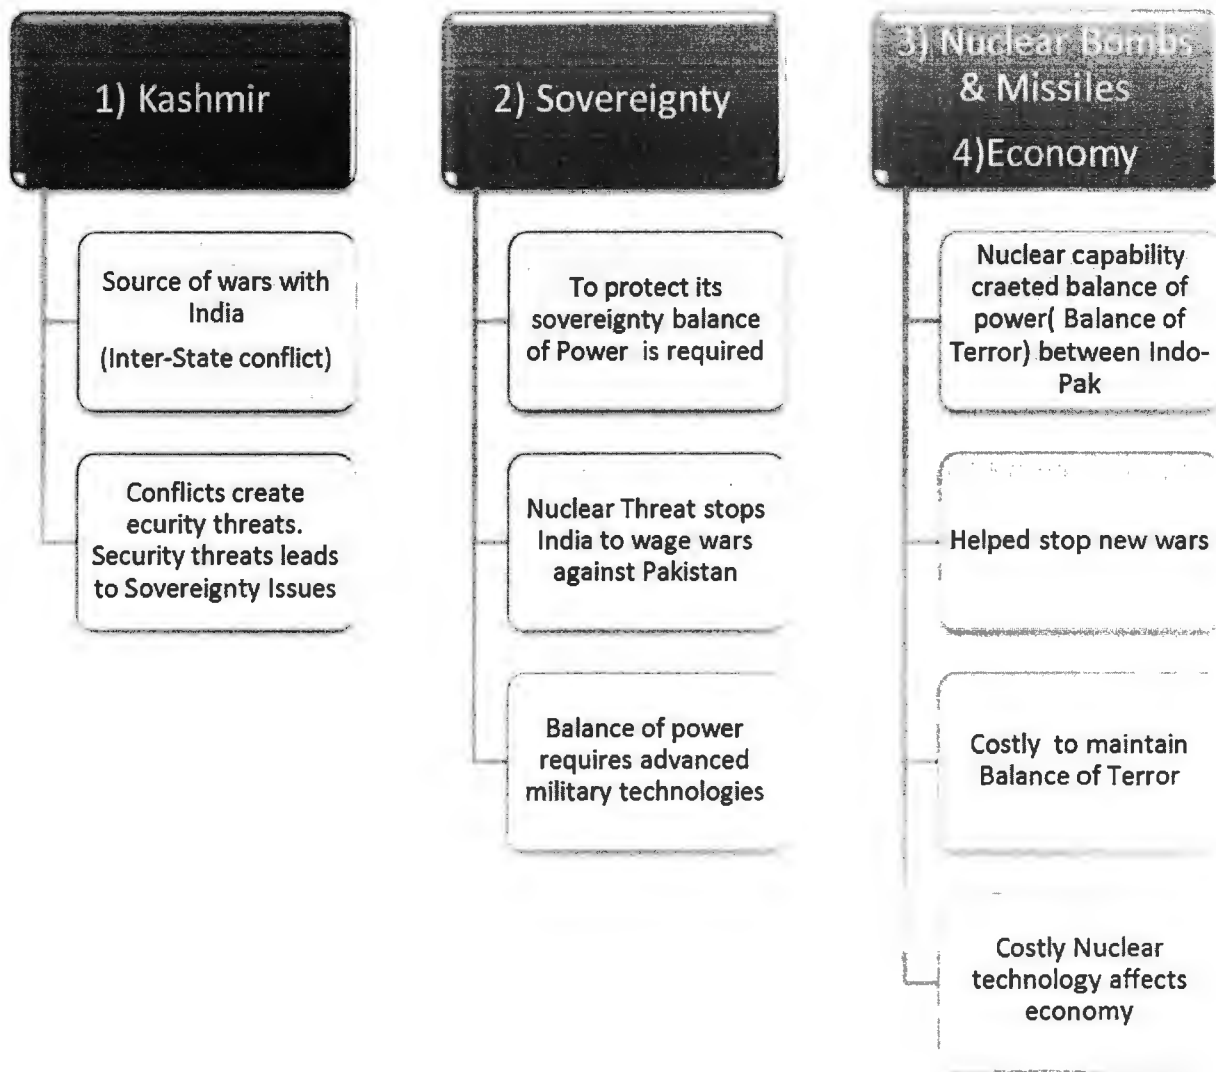 1) Kashmir
Source of wars with
India
(Inter-State conflict)
Conflicts create
ecurity threats.
Security threats leads
to Sovereignty Issues
2) Sovereignty
To protect its
sovereignty balance
of Power is required
Nuclear Threat stops
India to wage wars
against Pakistan
Balance of power
requires advanced
military technologies
3) Nuclear Bombs
& Missiles
4)Economy
Nuclear capability
craeted balance of
power( Balance of
Terror) between Indo-
Pak
Helped stop new wars
Costly to maintain
Balance of Terror
Costly Nuclear
technology affects
economy